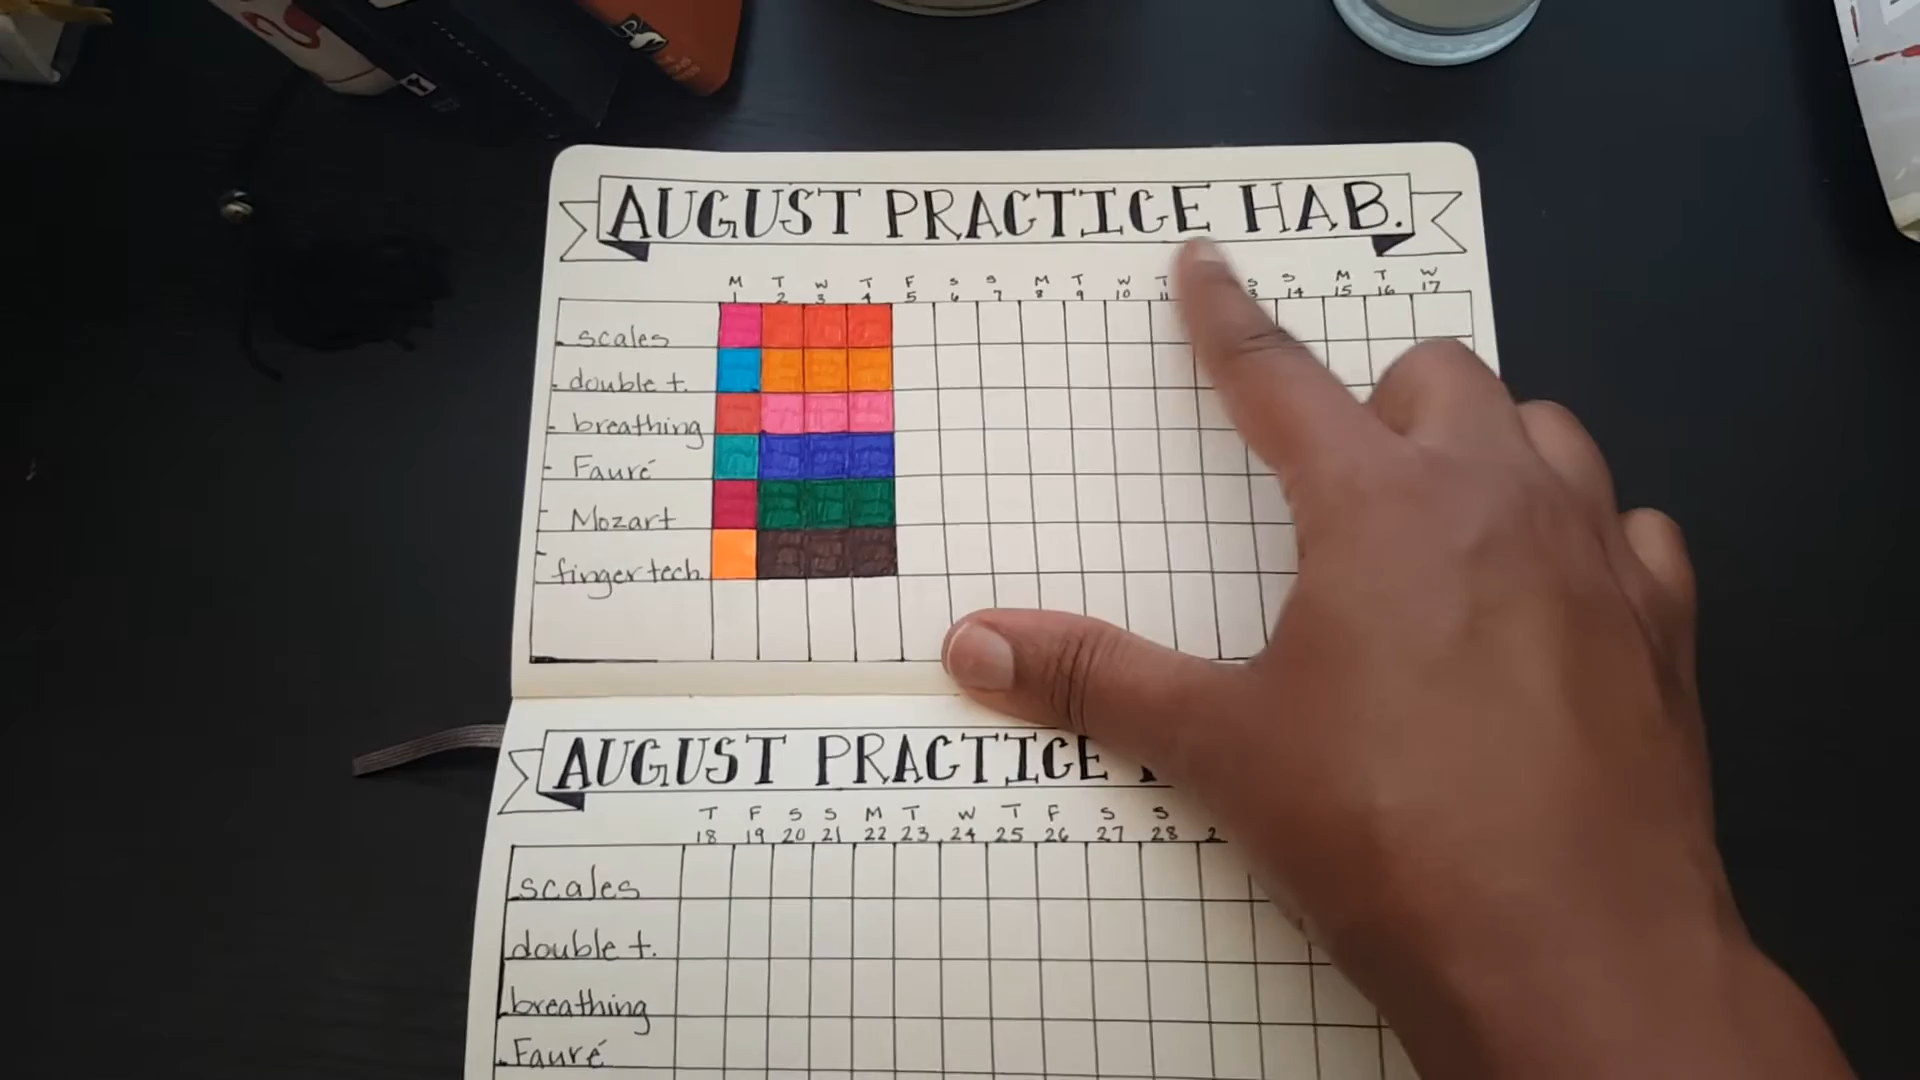 AUGUST PRACTICE HAB.
M T W T F S S M T W T S S M T W
1 2 3 4 5 6 7 8 9 10 11 14 15 16 17
scales
double t.
breathing
Fauré
Mozart
finger tech.
AUGUST PRACTICE
T F S S M T W T F S S
18 19 20 21 22 23 24 25 26 27 28 2
scales
double t.
breathing
Fauré